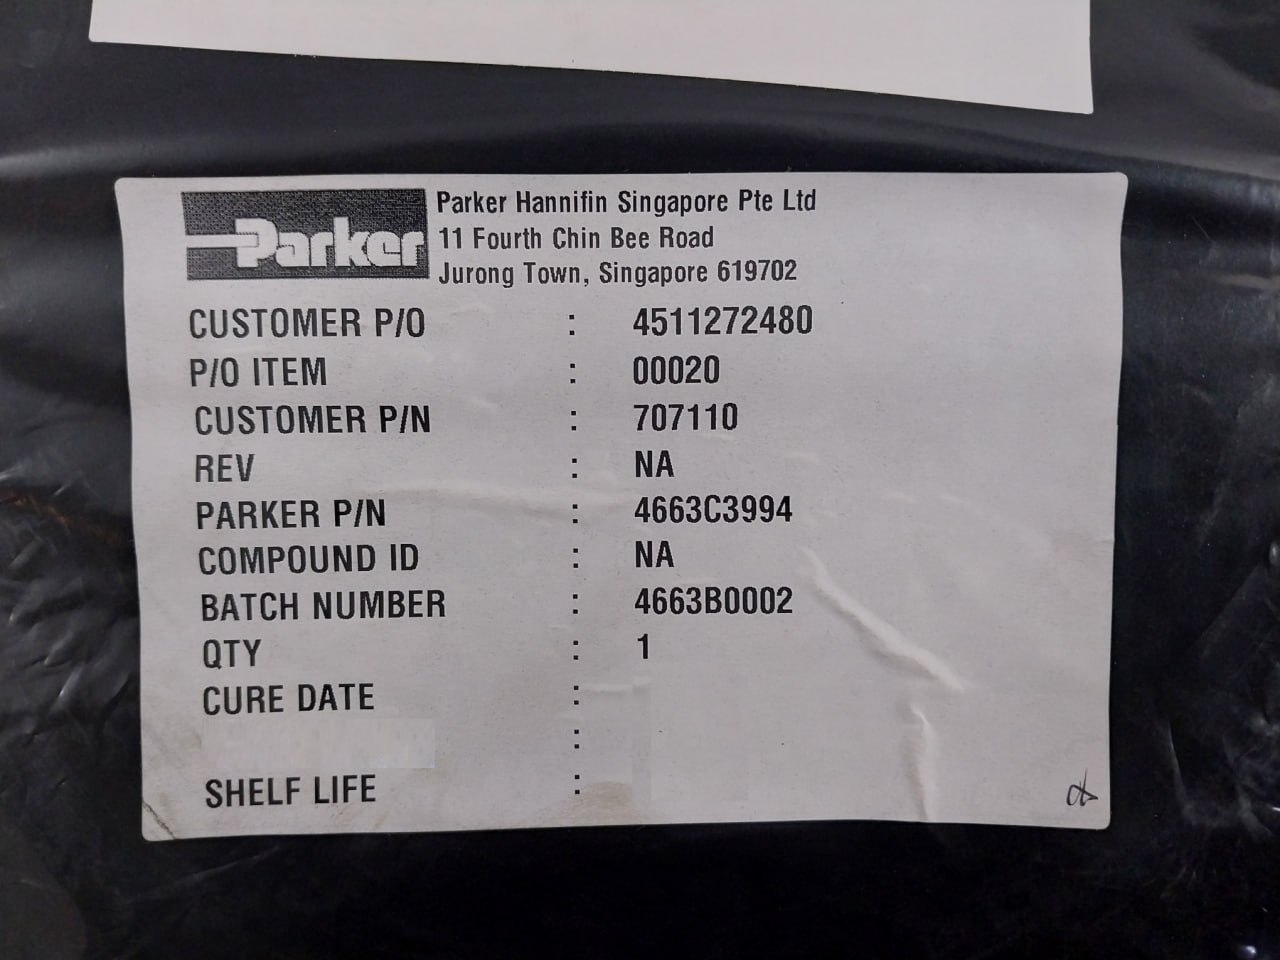 Parker
Parker Hannifin Singapore Pte Ltd
11 Fourth Chin Bee Road
Jurong Town, Singapore 619702
CUSTOMER P/O : 4511272480
P/O ITEM : 00020
CUSTOMER P/N : 707110
REV : NA
PARKER P/N : 4663C3994
COMPOUND ID : NA
BATCH NUMBER : 4663B0002
QTY : 1
CURE DATE :
:
SHELF LIFE :